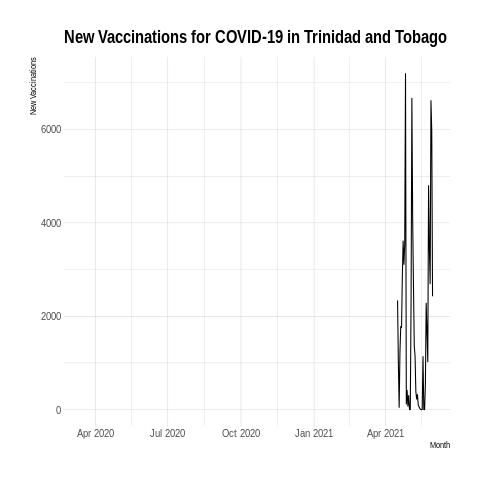 New Vaccinations for COVID-19 in Trinidad and Tobago
New Vaccinations
6000
4000
2000
0
Apr 2020 Jul 2020 Oct 2020 Jan 2021 Apr 2021
Month